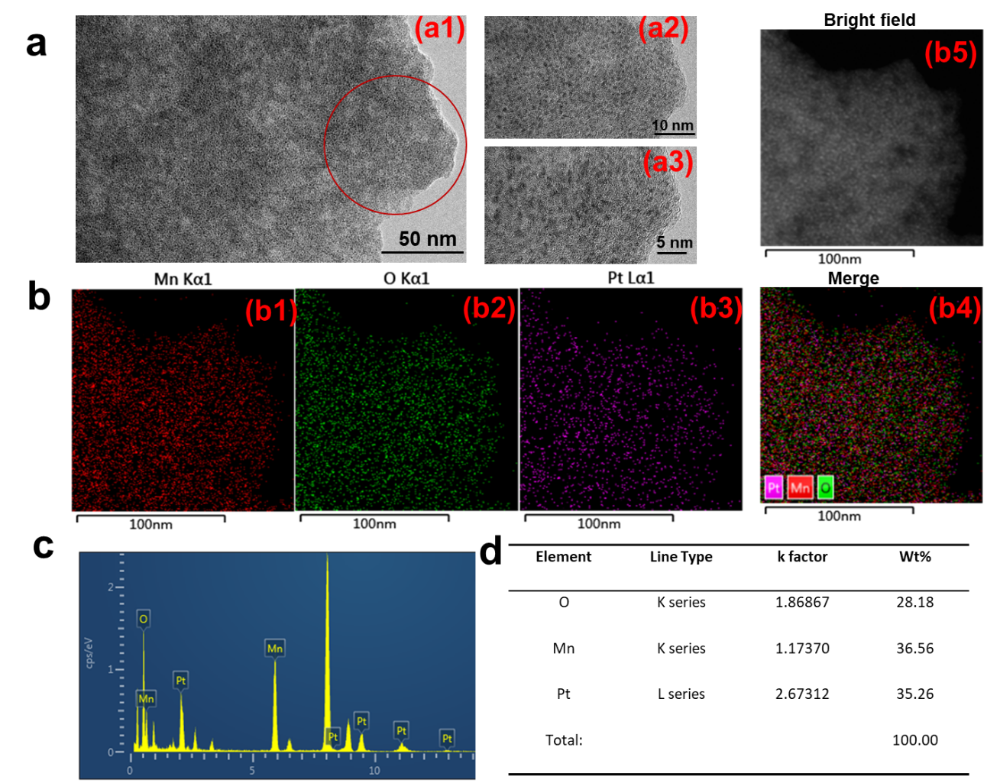 a
(a1)
50 nm
(a2)
10 nm
(a3)
5 nm
Bright field
(b5)
100nm
b
Mn Kα1
(b1)
100nm
O Kα1
(b2)
100nm
Pt Lα1
(b3)
100nm
Merge
(b4)
Pt Mn O
100nm
c
cps/eV
2
1
0
O
Mn
Pt
Mn
Pt
Pt
Pt
Pt
0 5 10
d
Element Line Type k factor Wt%
O K series 1.86867 28.18
Mn K series 1.17370 36.56
Pt L series 2.67312 35.26
Total: 100.00